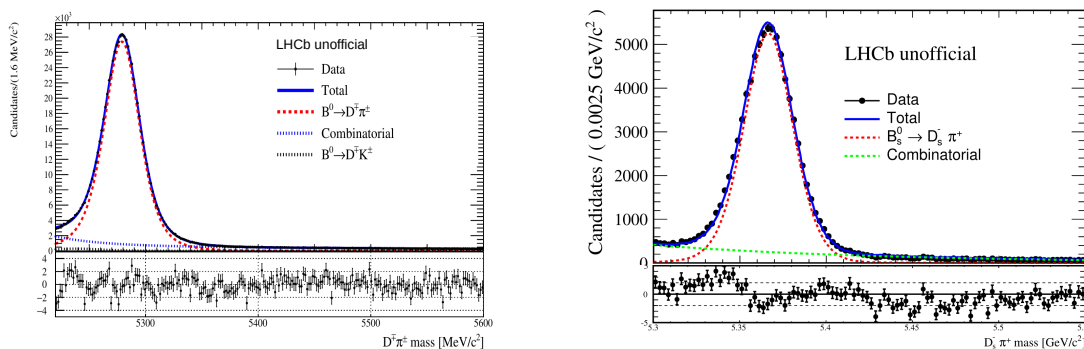 ×10³
28
26
24
22
20
18
16
14
12
10
8
6
4
2
0
Candidates/(1.6 MeV/c²)
LHCb unofficial
Data
Total
B⁰→D∓π±
Combinatorial
B⁰→D∓K±
4
2
0
−2
−4
5300
5400
5500
5600
D∓π± mass [MeV/c²]
5000
4000
3000
2000
1000
Candidates / ( 0.0025 GeV/c² )
LHCb unofficial
Data
Total
B⁰ₛ → D⁻ₛ π⁺
Combinatorial
0
-5
5.3
5.36
5.4
5.45
5.5
D⁻ₛ π⁺ mass [GeV/c²]